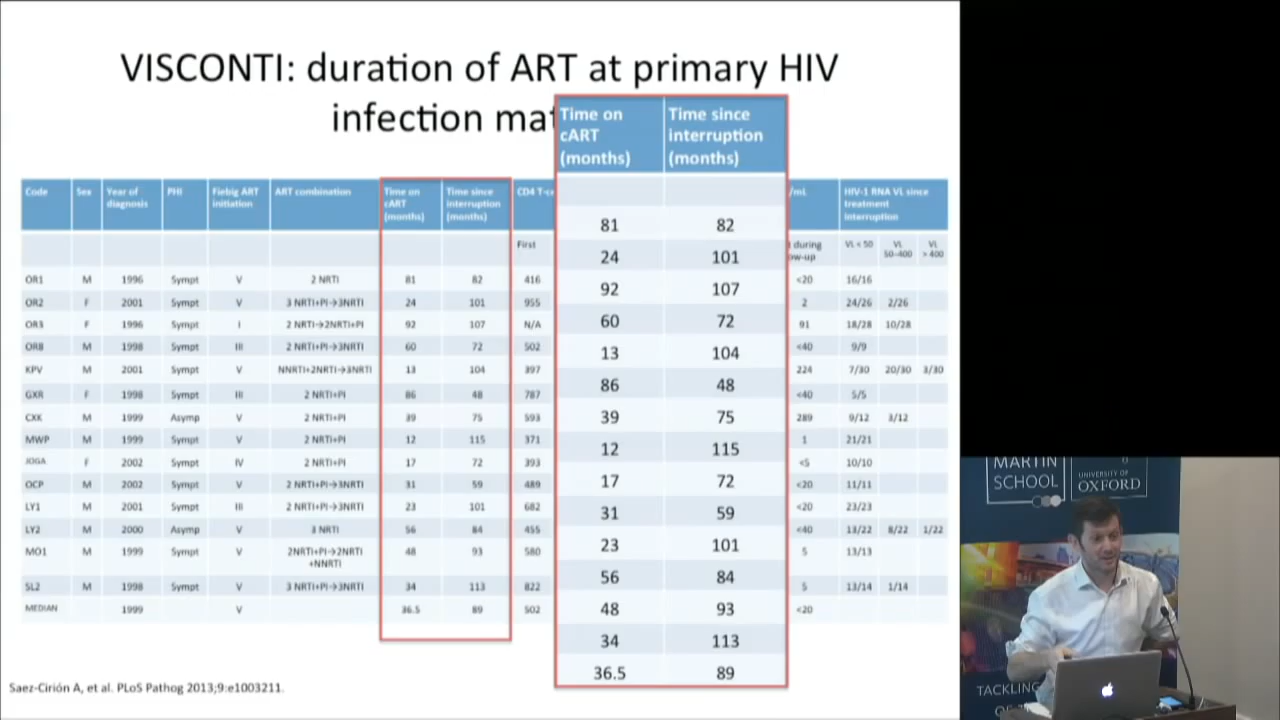 VISCONTI: duration of ART at primary HIV
infection mat
Time on cART (months) Time since interruption (months)
81 82
24 101
92 107
60 72
13 104
86 48
39 75
12 115
17 72
31 59
23 101
56 84
48 93
34 113
36.5 89
Code Sex Year of diagnosis PHI Fiebig ART initiation ART combination Time on cART (months) Time since interruption (months) CD4 T-ce /mL HIV-1 RNA VL since treatment interruption
First during ow-up VL < 50 VL 50-400 VL > 400
OR1 M 1996 Sympt V 2 NRTI 81 82 416 <20 16/16
OR2 F 2001 Sympt V 3 NRTI+PI→3NRTI 24 101 955 2 24/26 2/26
OR3 F 1996 Sympt I 2 NRTI→2NRTI+PI 92 107 N/A 91 18/28 10/28
OR8 M 1998 Sympt III 2 NRTI+PI→3NRTI 60 72 502 <40 9/9
KPV M 2001 Sympt V NNRTI+2NRTI→3NRTI 13 104 397 224 7/30 20/30 3/30
GXR F 1998 Sympt III 2 NRTI+PI 86 48 787 <40 5/5
CXK M 1999 Asymp V 2 NRTI+PI 39 75 593 289 9/12 3/12
MWP M 1999 Sympt V 2 NRTI+PI 12 115 371 1 21/21
JOGA F 2002 Sympt IV 2 NRTI+PI 17 72 393 <5 10/10
OCP M 2002 Sympt V 2 NRTI+PI→3NRTI 31 59 489 <20 11/11
LY1 M 2001 Sympt III 2 NRTI+PI→3NRTI 23 101 682 <20 23/23
LY2 M 2000 Asymp V 3 NRTI 56 84 455 <40 13/22 8/22 1/22
MO1 M 1999 Sympt V 2NRTI+PI→2NRTI +NNRTI 48 93 580 5 13/13
SL2 M 1998 Sympt V 3 NRTI+PI→3NRTI 34 113 822 5 13/14 1/14
MEDIAN 1999 V 36.5 89 502 <20
Saez-Cirión A, et al. PLoS Pathog 2013;9:e1003211.
MARTIN
SCHOOL
UNIVERSITY OF
OXFORD
TACKLING
OF